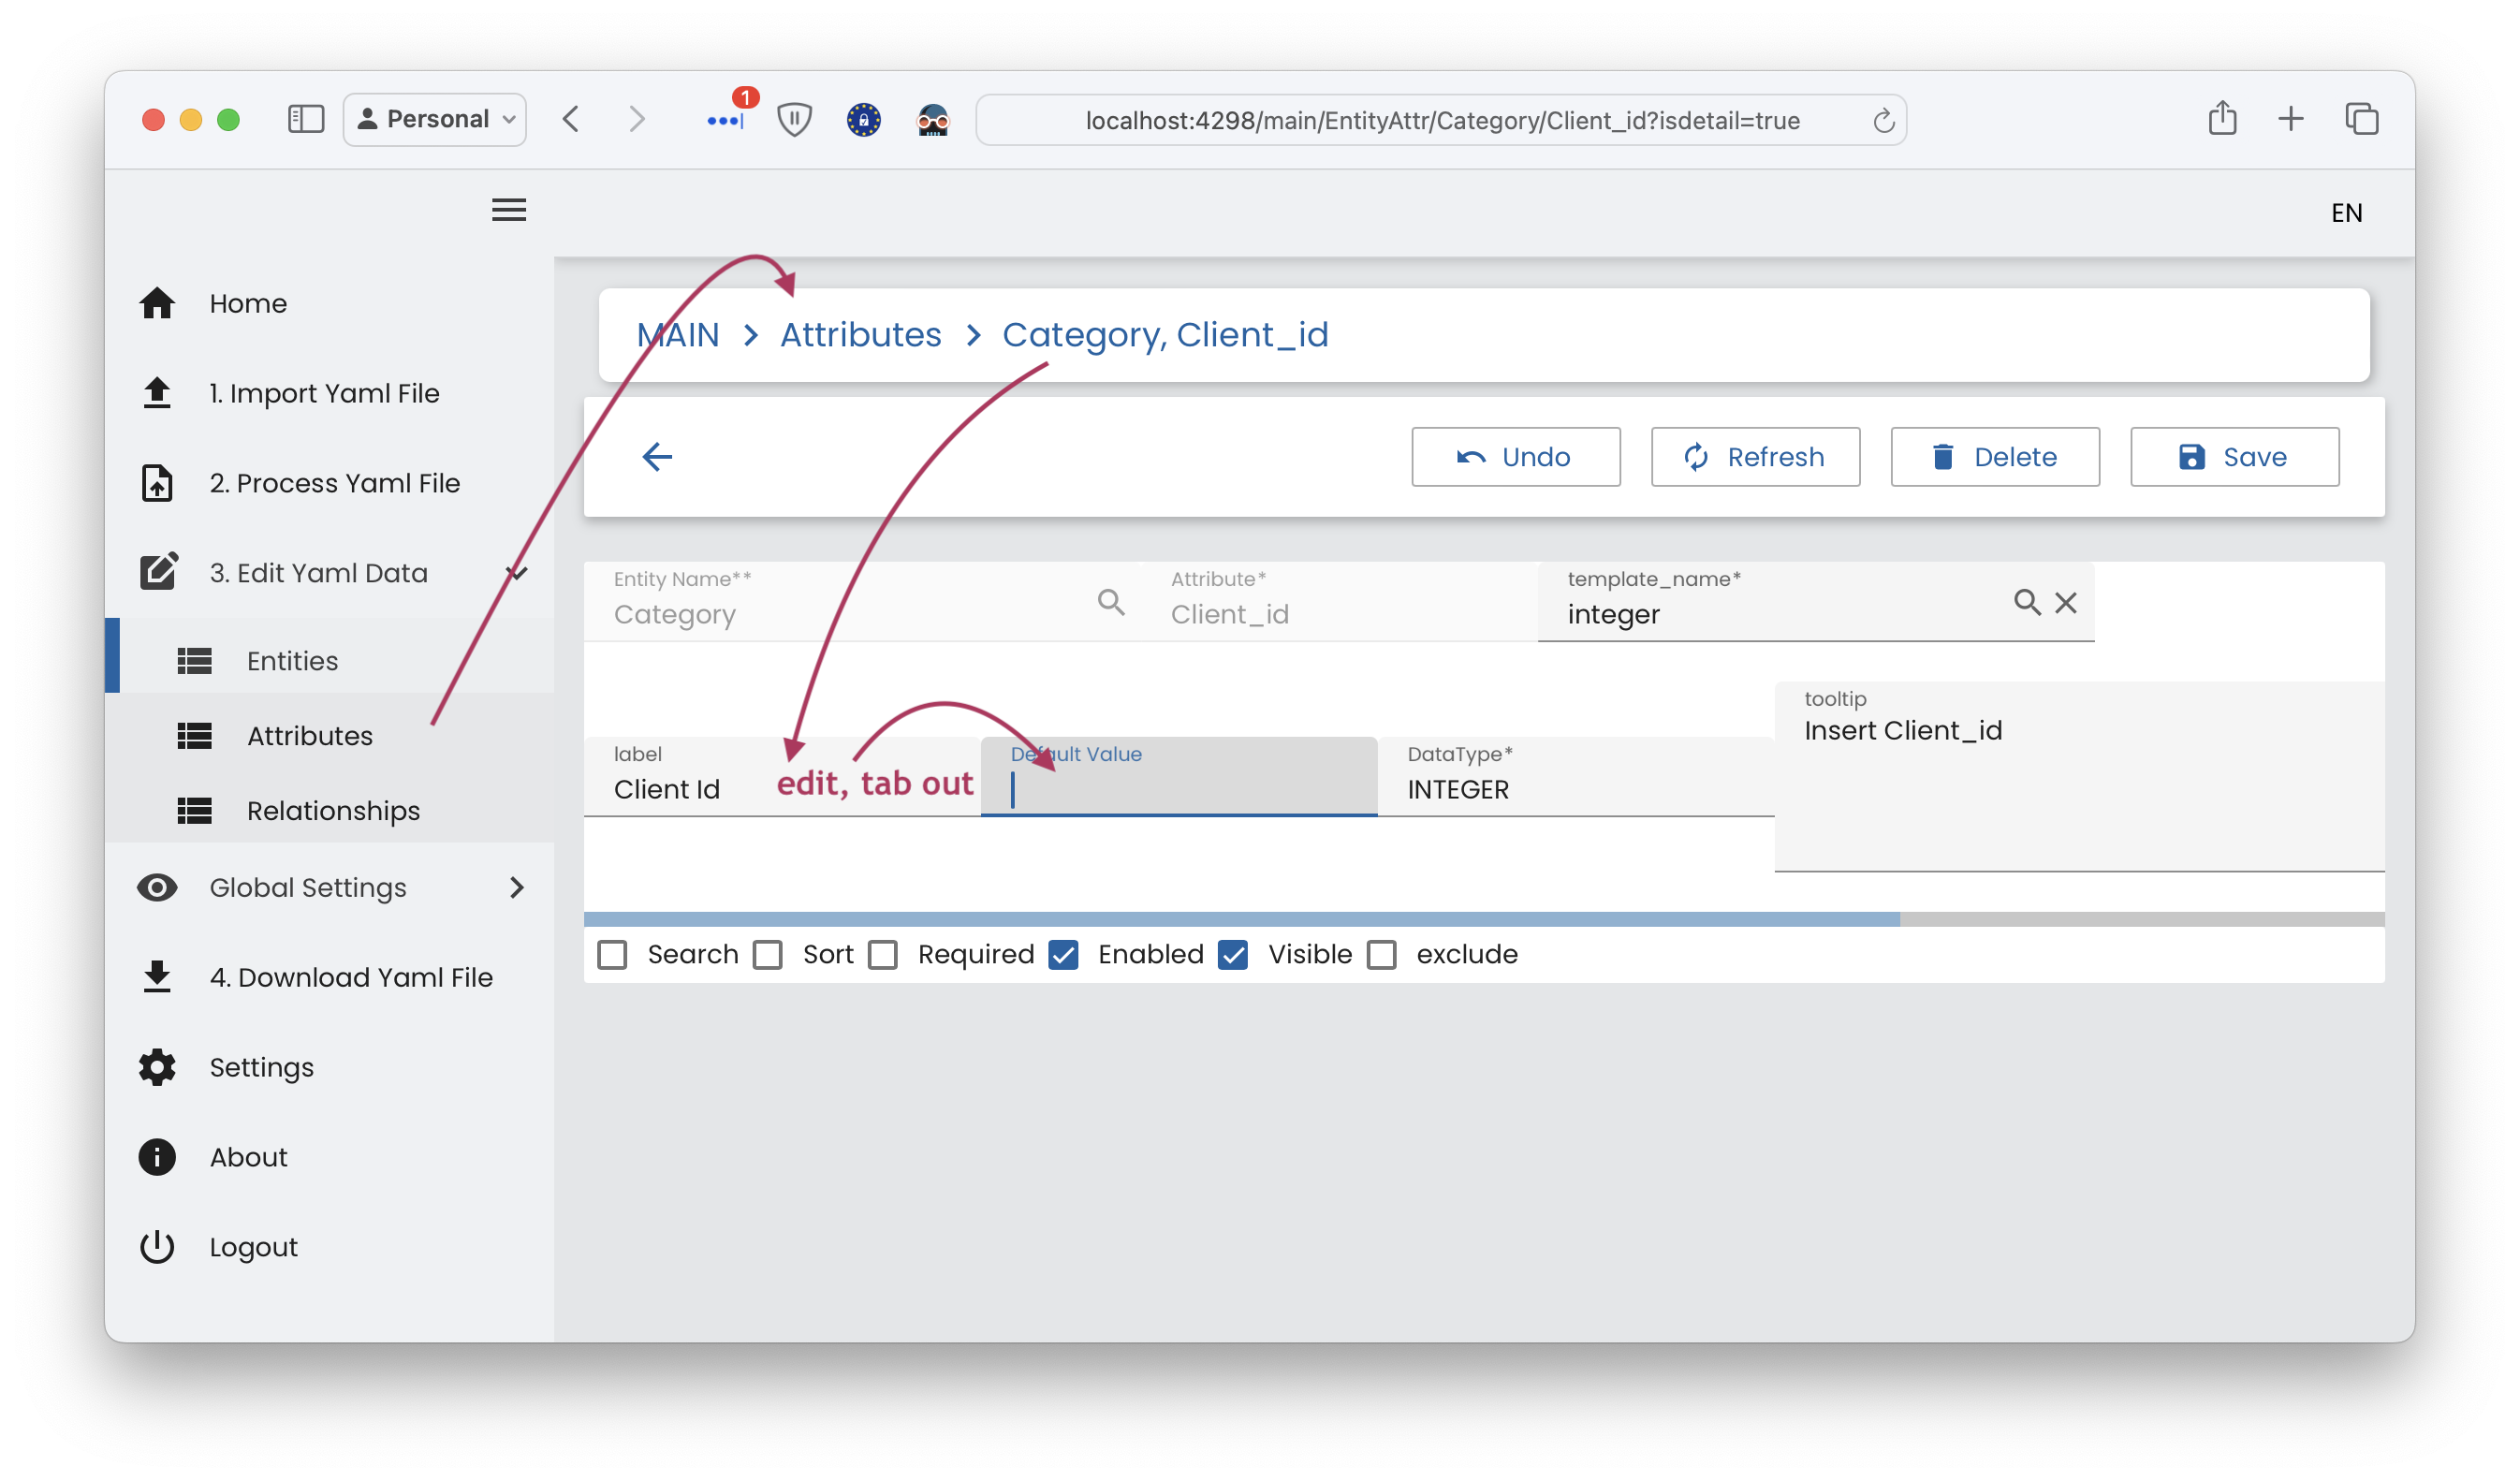 Personal
1
localhost:4298/main/EntityAttr/Category/Client_id?isdetail=true
EN
Home
1. Import Yaml File
2. Process Yaml File
3. Edit Yaml Data
Entities
Attributes
Relationships
Global Settings
4. Download Yaml File
Settings
About
Logout
MAIN > Attributes > Category, Client_id
Undo Refresh Delete Save
Entity Name** Attribute* template_name*
Category Client_id integer
tooltip
Insert Client_id
label Default Value DataType*
Client Id edit, tab out INTEGER
Search Sort Required Enabled Visible exclude